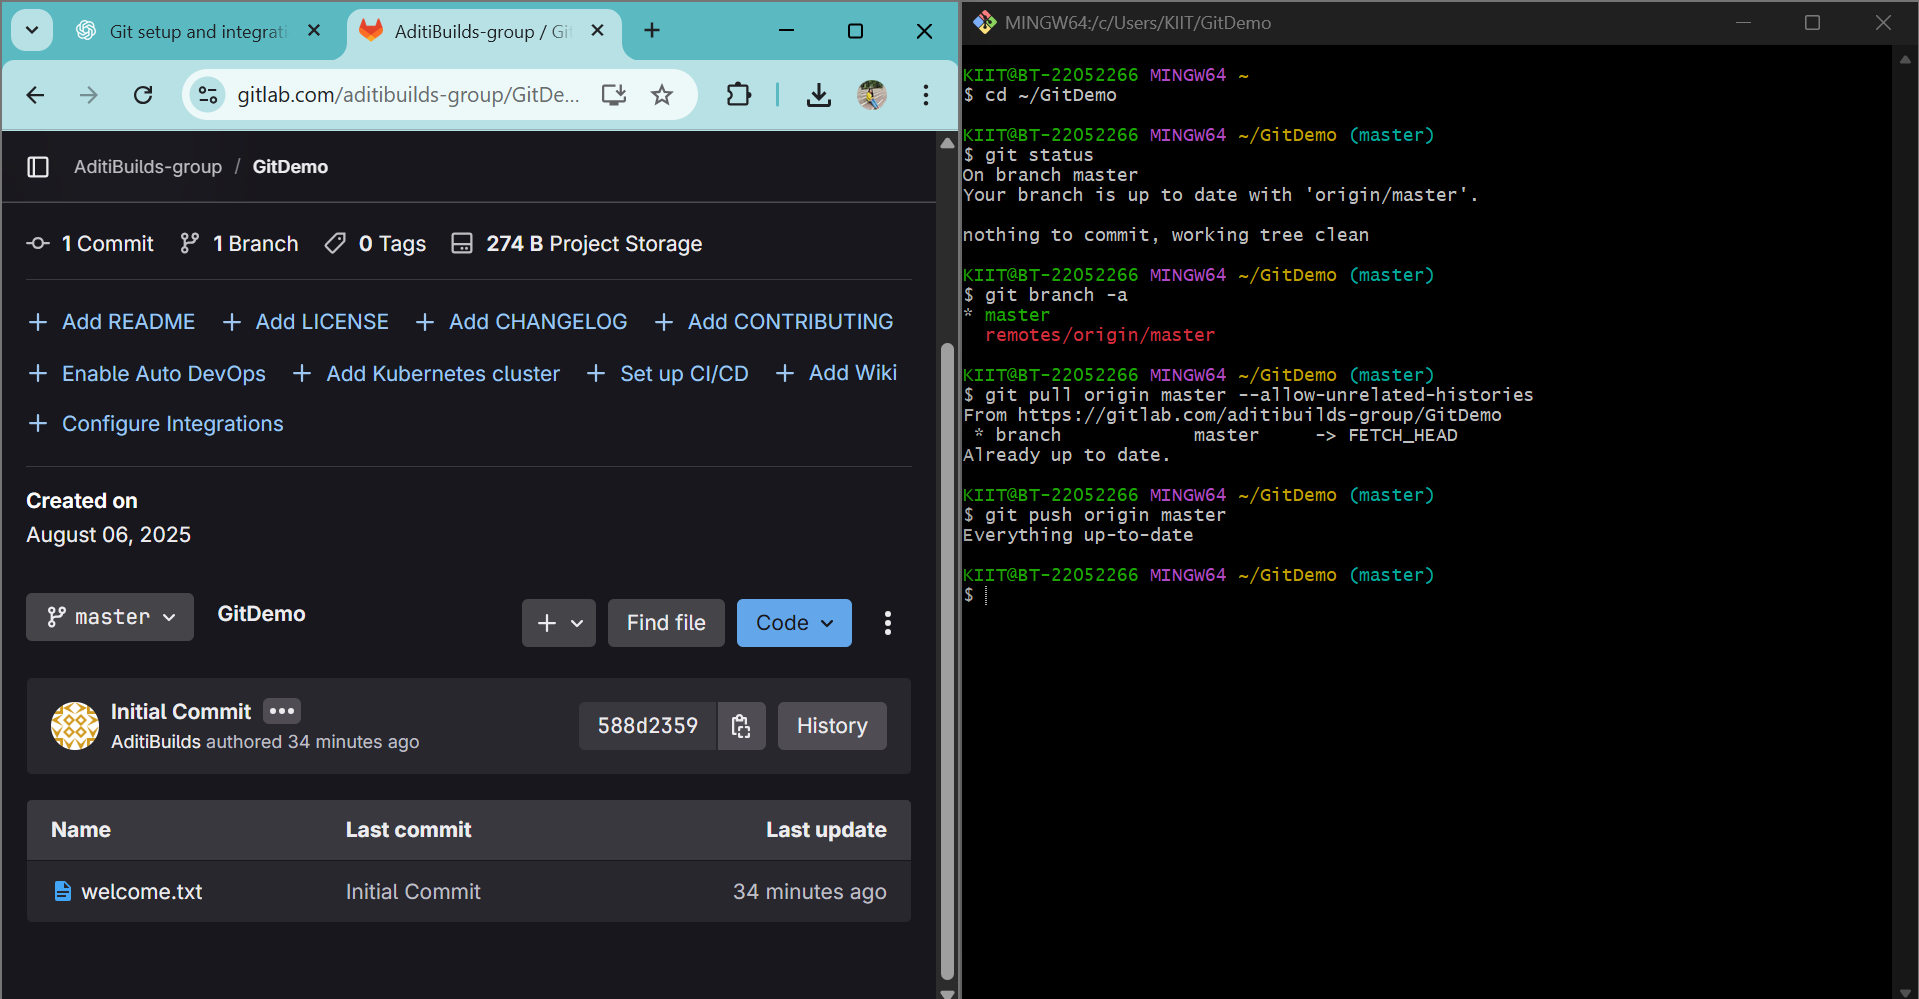 Git setup and integrati
AditiBuilds-group / Git
gitlab.com/aditibuilds-group/GitDe...
AditiBuilds-group / GitDemo
1 Commit 1 Branch 0 Tags 274 B Project Storage
+ Add README + Add LICENSE + Add CHANGELOG + Add CONTRIBUTING
+ Enable Auto DevOps + Add Kubernetes cluster + Set up CI/CD + Add Wiki
+ Configure Integrations
Created on
August 06, 2025
master GitDemo + Find file Code
Initial Commit
AditiBuilds authored 34 minutes ago
588d2359 History
Name Last commit Last update
welcome.txt Initial Commit 34 minutes ago
MINGW64:/c/Users/KIIT/GitDemo
KIIT@BT-22052266 MINGW64 ~
$ cd ~/GitDemo
KIIT@BT-22052266 MINGW64 ~/GitDemo (master)
$ git status
On branch master
Your branch is up to date with 'origin/master'.
nothing to commit, working tree clean
KIIT@BT-22052266 MINGW64 ~/GitDemo (master)
$ git branch -a
* master
remotes/origin/master
KIIT@BT-22052266 MINGW64 ~/GitDemo (master)
$ git pull origin master --allow-unrelated-histories
From https://gitlab.com/aditibuilds-group/GitDemo
* branch master -> FETCH_HEAD
Already up to date.
KIIT@BT-22052266 MINGW64 ~/GitDemo (master)
$ git push origin master
Everything up-to-date
KIIT@BT-22052266 MINGW64 ~/GitDemo (master)
$